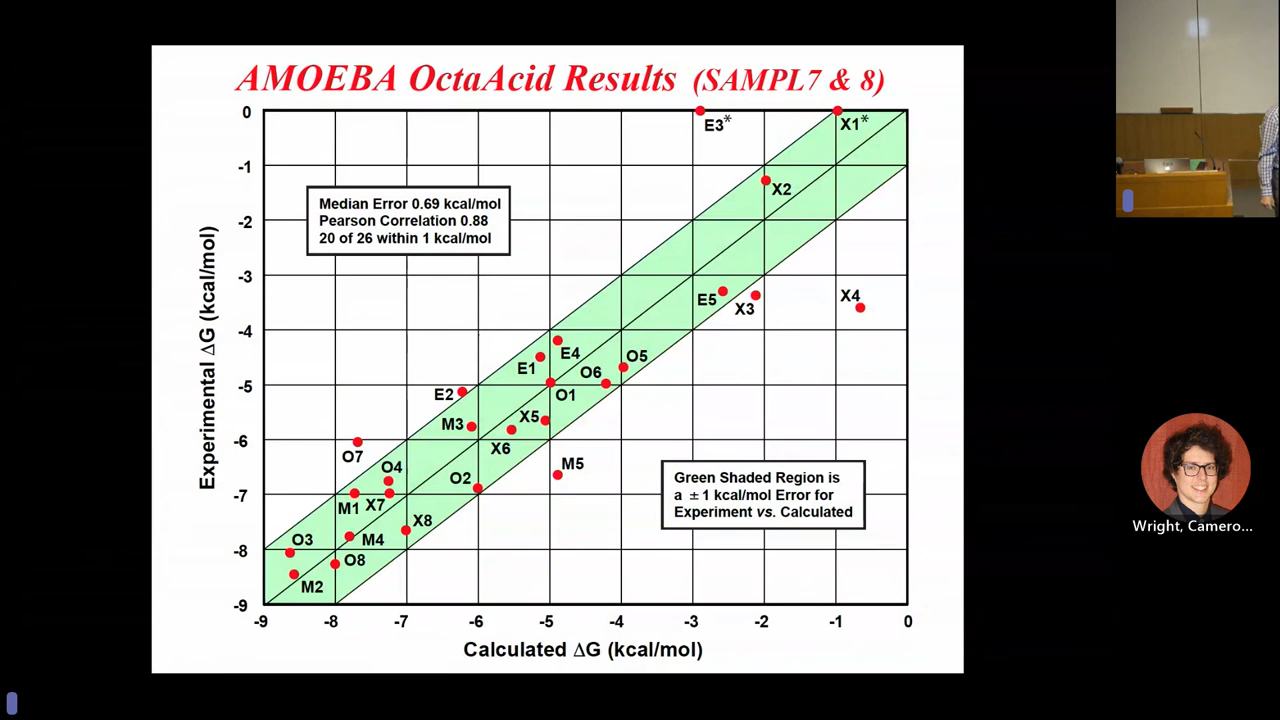 AMOEBA OctaAcid Results (SAMPL7 & 8)
0
-1
-2
-3
-4
-5
-6
-7
-8
-9
Experimental ΔG (kcal/mol)
Median Error 0.69 kcal/mol
Pearson Correlation 0.88
20 of 26 within 1 kcal/mol
E3*
X1*
X2
E5
X3
X4
E4
E1
O6
O5
E2
O1
M3
X5
X6
O7
O4
O2
M5
M1
X7
X8
O3
M4
O8
M2
Green Shaded Region is
a ± 1 kcal/mol Error for
Experiment vs. Calculated
-9
-8
-7
-6
-5
-4
-3
-2
-1
0
Calculated ΔG (kcal/mol)
Wright, Camero...